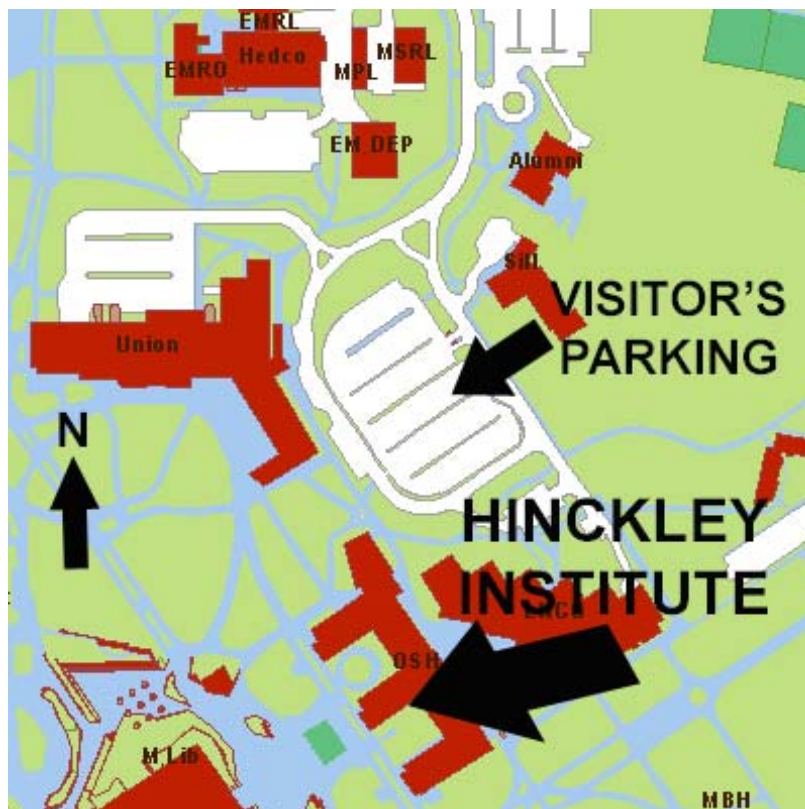 EMRL
Hedco
MSRL
EMRO
MPL
EM DEP
Alumni
Sill
VISITOR'S
PARKING
Union
N
HINCKLEY
INSTITUTE
OSH
M Lib
MBH